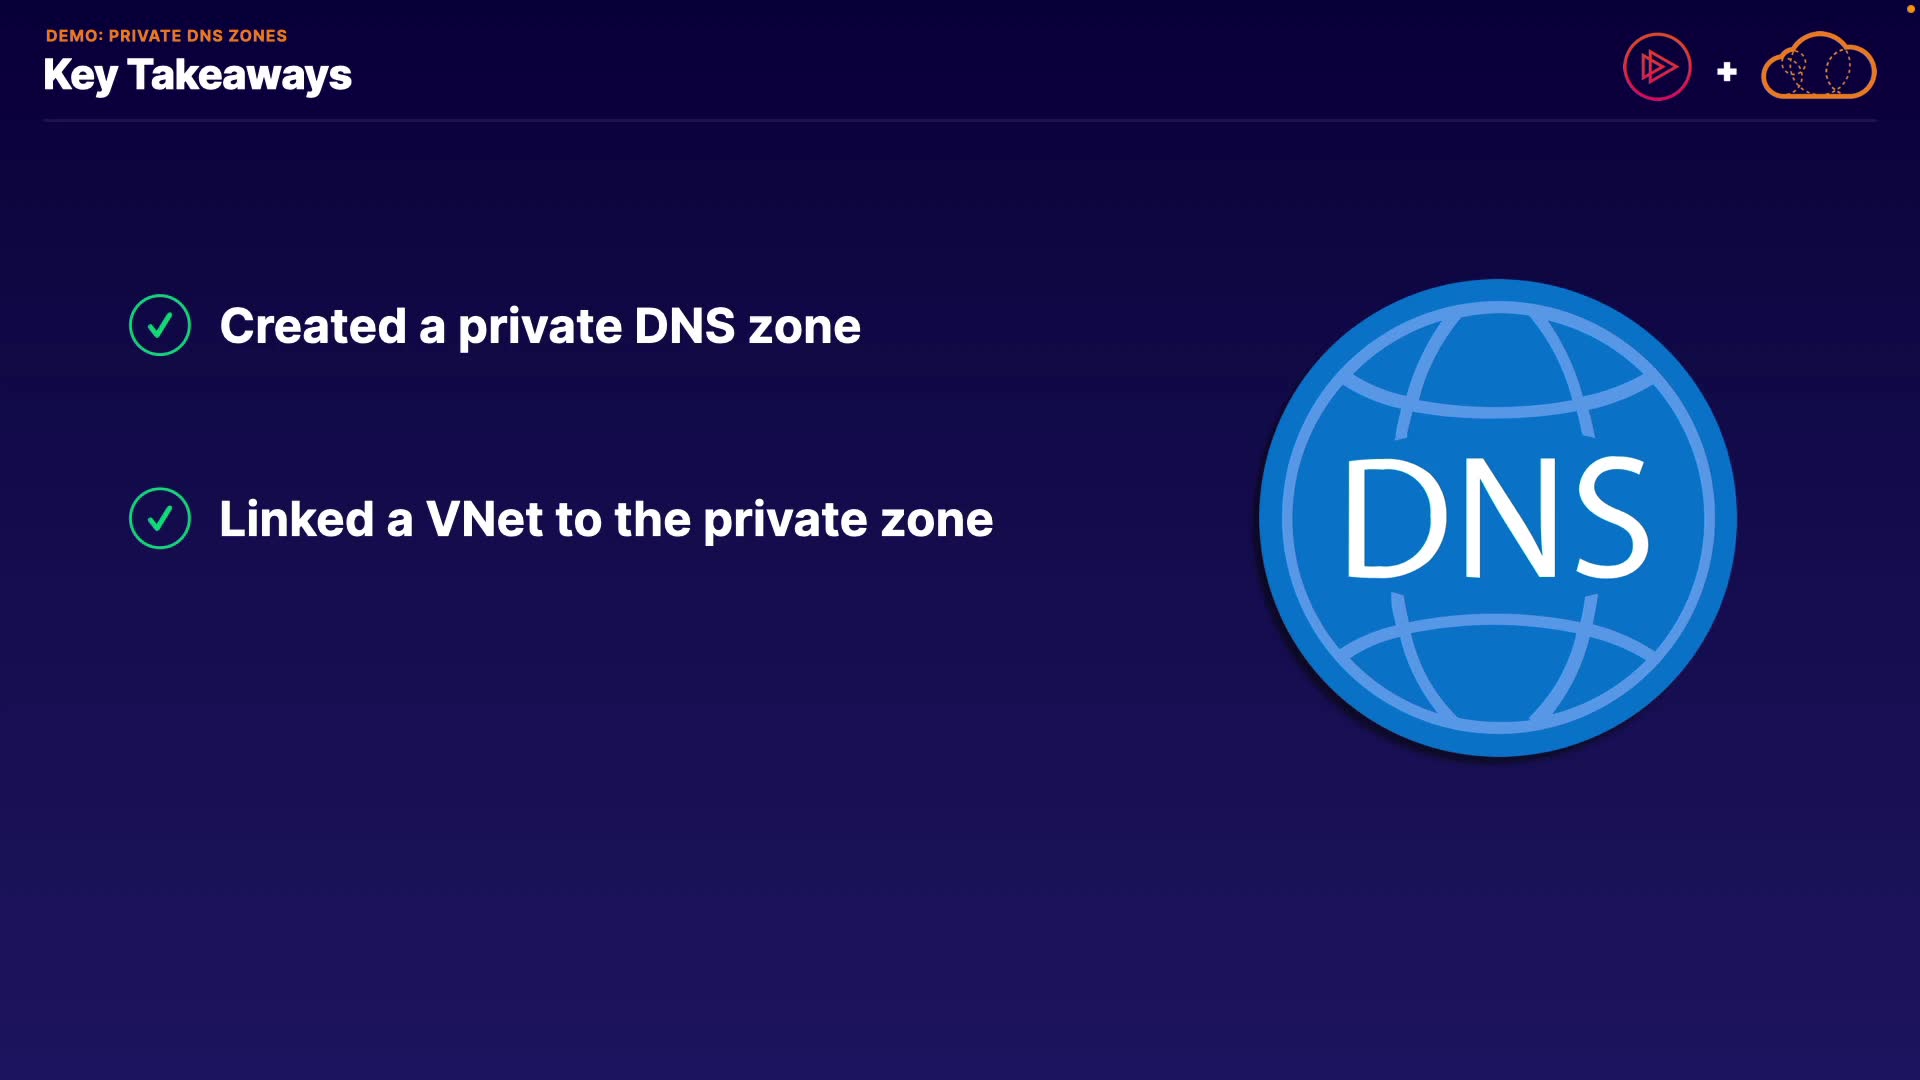 DEMO: PRIVATE DNS ZONES
Key Takeaways
+
Created a private DNS zone
Linked a VNet to the private zone
DNS